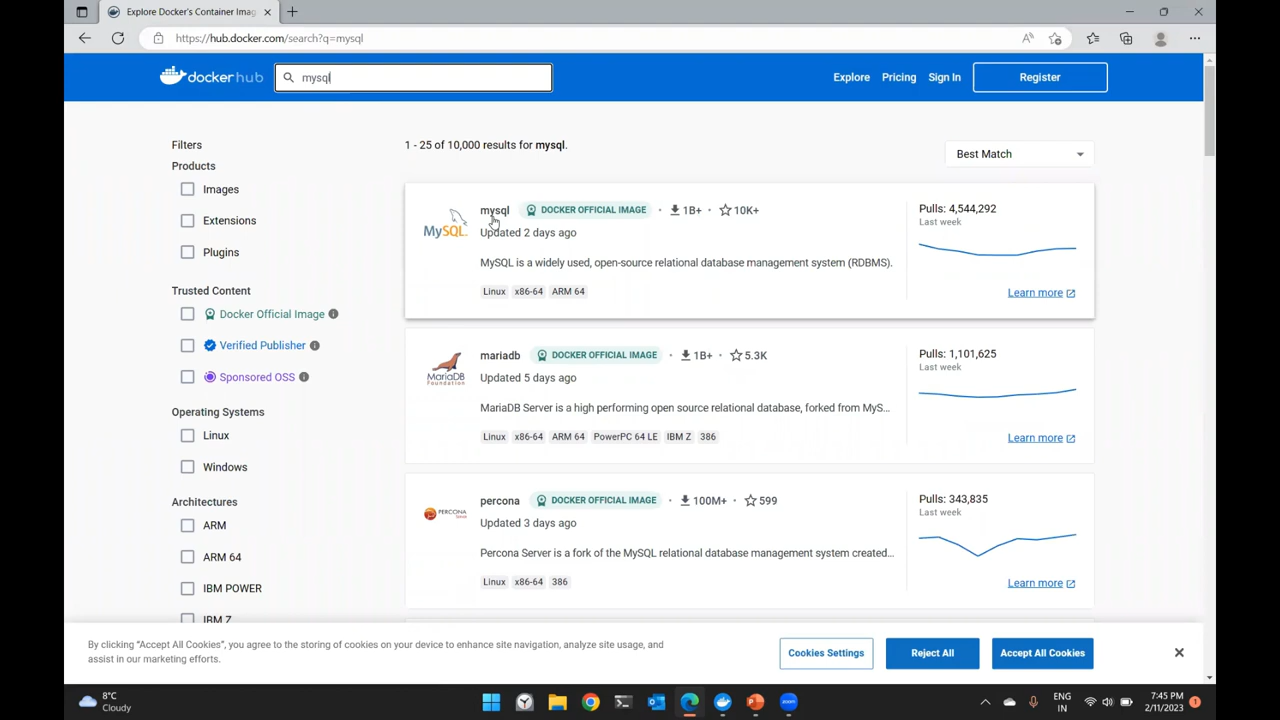 Explore Docker's Container Imag
https://hub.docker.com/search?q=mysql
dockerhub
mysql
Explore
Pricing
Sign In
Register
Filters
Products
Images
Extensions
Plugins
Trusted Content
Docker Official Image
Verified Publisher
Sponsored OSS
Operating Systems
Linux
Windows
Architectures
ARM
ARM 64
IBM POWER
IBM Z
1 - 25 of 10,000 results for mysql.
Best Match
MySQL
mysql DOCKER OFFICIAL IMAGE · 1B+ · 10K+
Updated 2 days ago
MySQL is a widely used, open-source relational database management system (RDBMS).
Linux x86-64 ARM 64
Pulls: 4,544,292
Last week
Learn more
MariaDB
Foundation
mariadb DOCKER OFFICIAL IMAGE · 1B+ · 5.3K
Updated 5 days ago
MariaDB Server is a high performing open source relational database, forked from MyS...
Linux x86-64 ARM 64 PowerPC 64 LE IBM Z 386
Pulls: 1,101,625
Last week
Learn more
PERCONA
percona DOCKER OFFICIAL IMAGE · 100M+ · 599
Updated 3 days ago
Percona Server is a fork of the MySQL relational database management system created...
Linux x86-64 386
Pulls: 343,835
Last week
Learn more
By clicking “Accept All Cookies”, you agree to the storing of cookies on your device to enhance site navigation, analyze site usage, and
assist in our marketing efforts.
Cookies Settings
Reject All
Accept All Cookies
8°C
Cloudy
zoom
ENG
IN
7:45 PM
2/11/2023
1